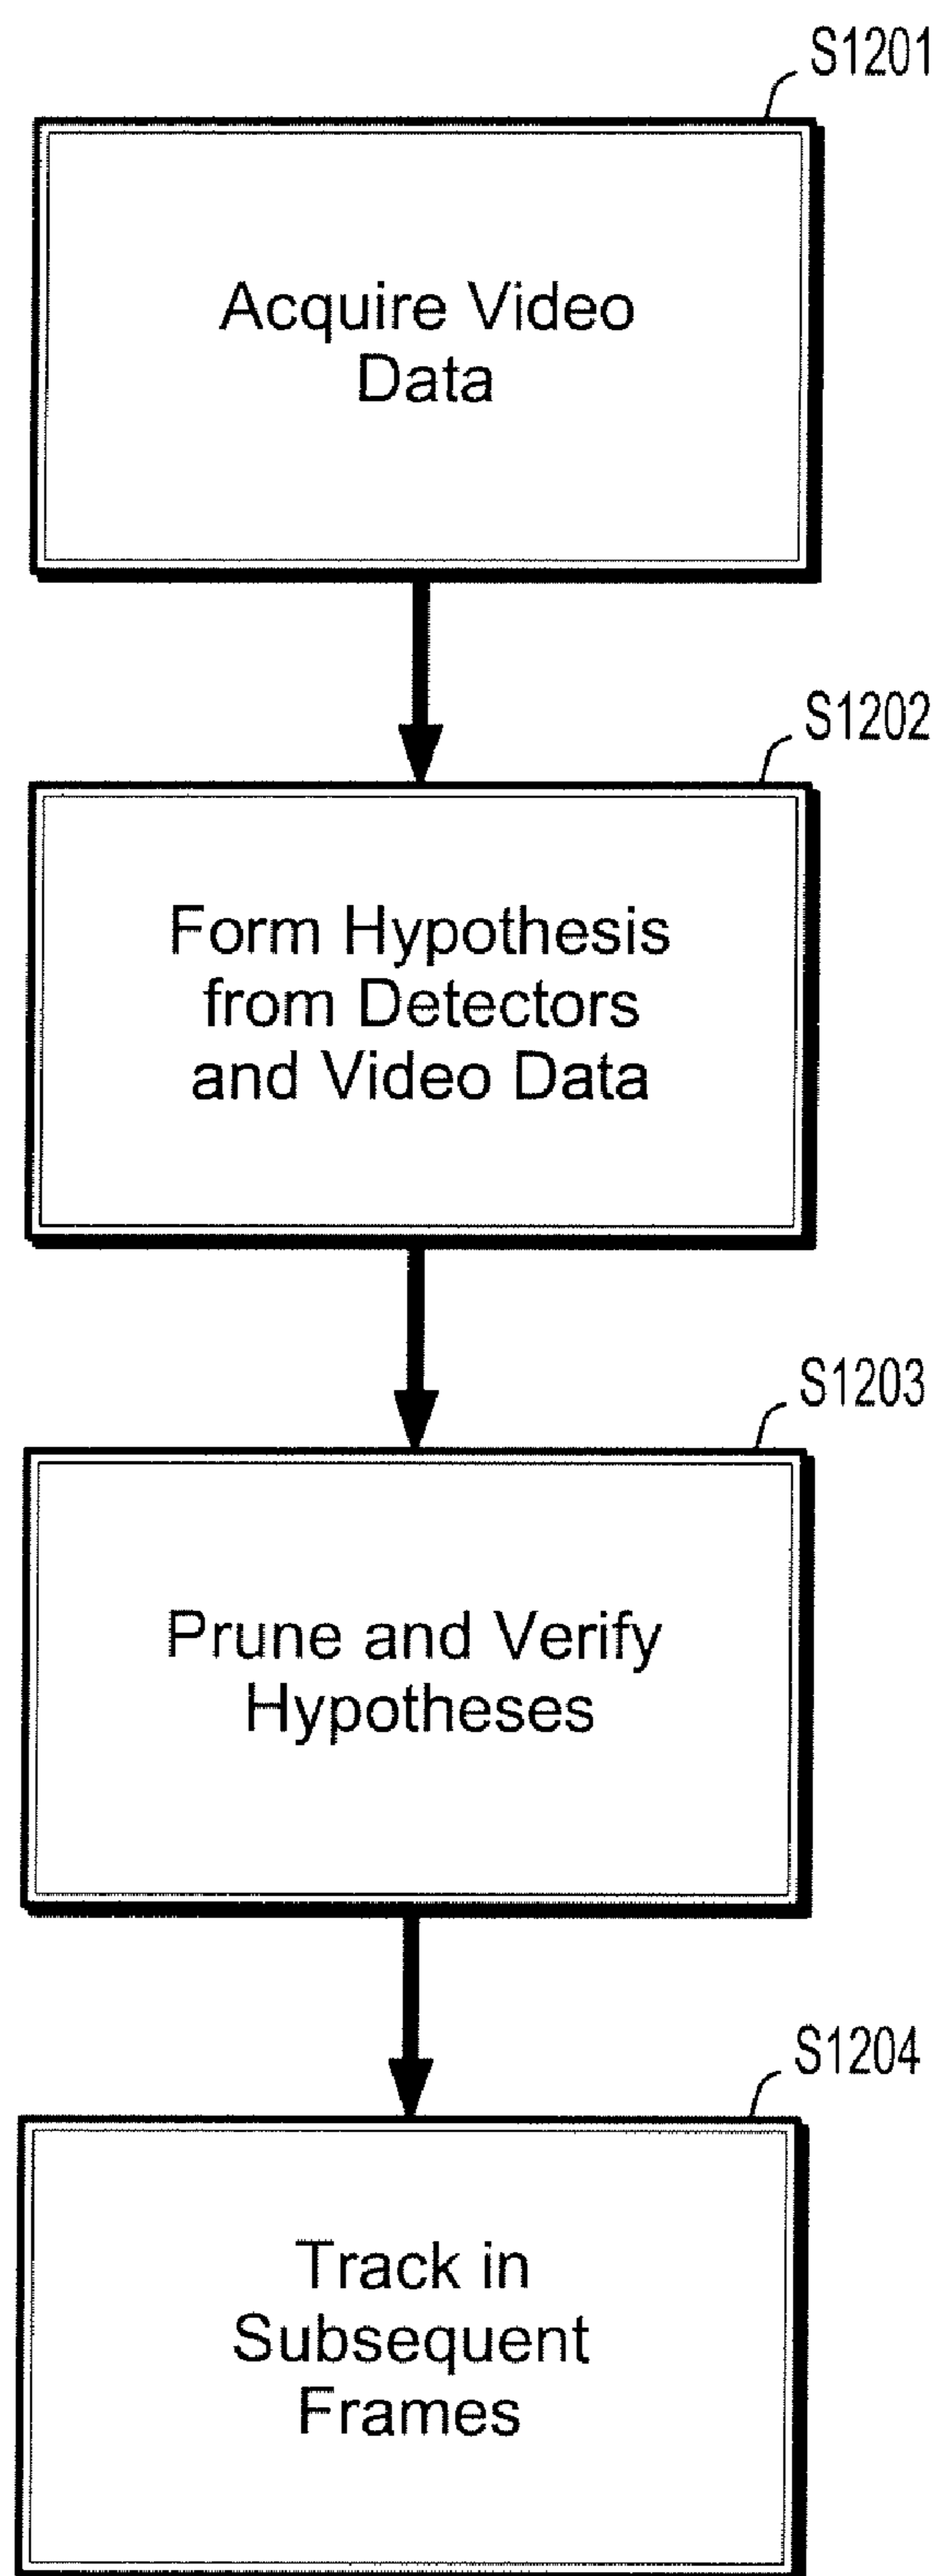 S1201
Acquire Video
Data
S1202
Form Hypothesis
from Detectors
and Video Data
S1203
Prune and Verify
Hypotheses
S1204
Track in
Subsequent
Frames